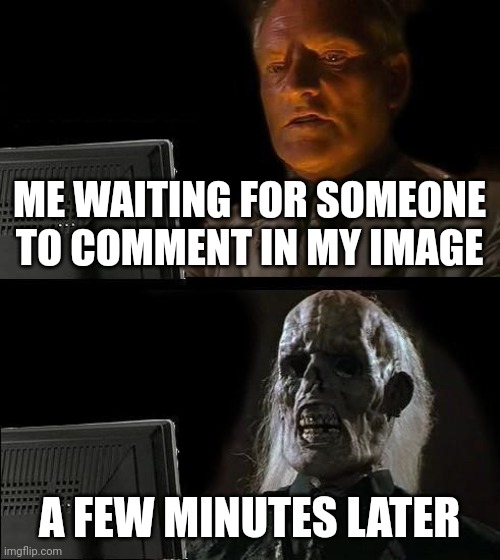 ME WAITING FOR SOMEONE
TO COMMENT IN MY IMAGE
A FEW MINUTES LATER
imgflip.com